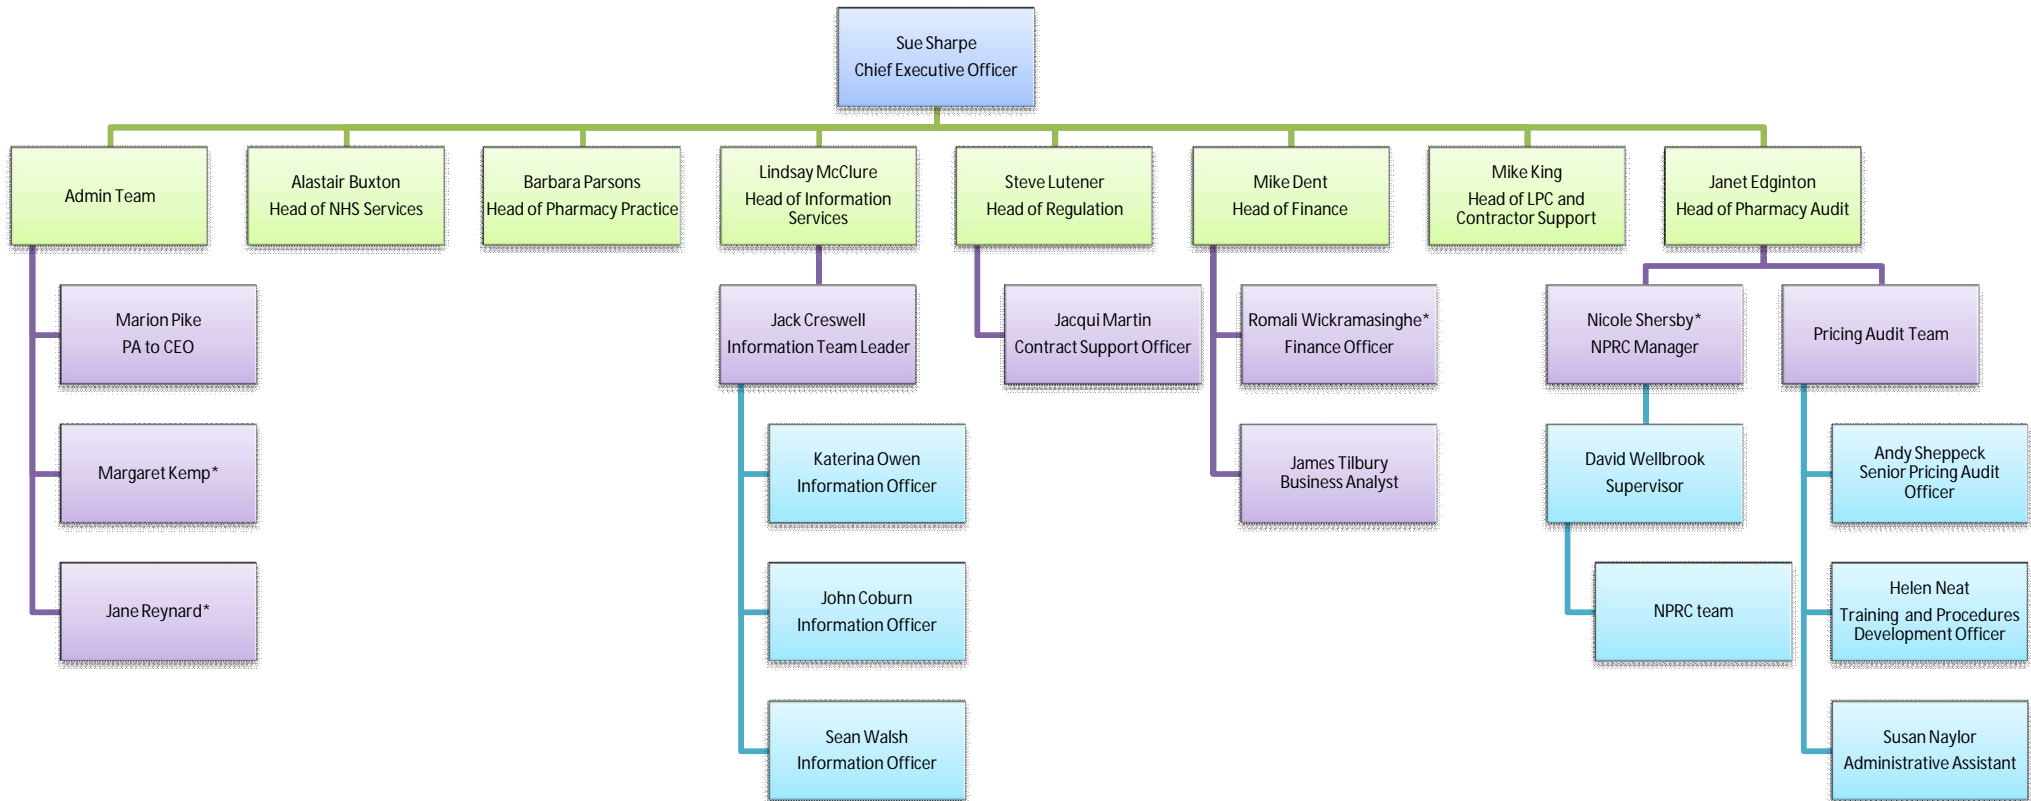 Sue Sharpe
Chief Executive Officer
Admin Team
Alastair Buxton
Head of NHS Services
Barbara Parsons
Head of Pharmacy Practice
Lindsay McClure
Head of Information
Services
Steve Lutener
Head of Regulation
Mike Dent
Head of Finance
Mike King
Head of LPC and
Contractor Support
Janet Edginton
Head of Pharmacy Audit
Marion Pike
PA to CEO
Jack Creswell
Information Team Leader
Jacqui Martin
Contract Support Officer
Romali Wickramasinghe*
Finance Officer
Nicole Shersby*
NPRC Manager
Pricing Audit Team
Margaret Kemp*
Katerina Owen
Information Officer
James Tilbury
Business Analyst
David Wellbrook
Supervisor
Andy Sheppeck
Senior Pricing Audit
Officer
Jane Reynard*
John Coburn
Information Officer
NPRC team
Helen Neat
Training and Procedures
Development Officer
Sean Walsh
Information Officer
Susan Naylor
Administrative Assistant